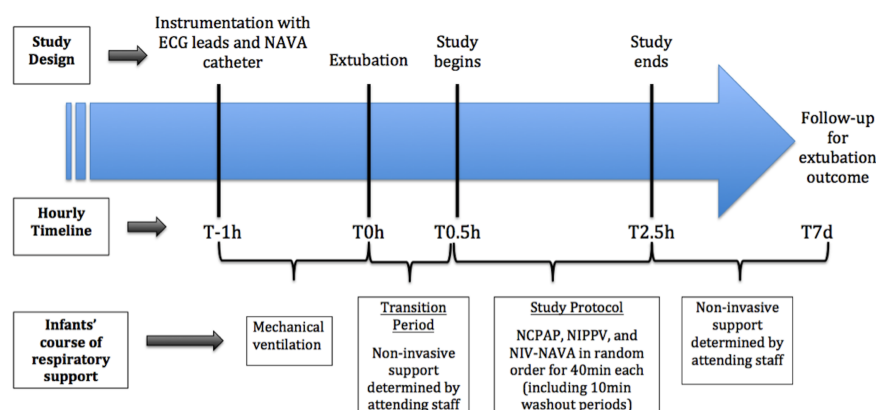 Study
Design
Instrumentation with
ECG leads and NAVA
catheter
Extubation
Study
begins
Study
ends
Follow-up
for
extubation
outcome
Hourly
Timeline
T-1h
T0h
T0.5h
T2.5h
T7d
Infants’
course of
respiratory
support
Mechanical
ventilation
Transition
Period
Non-invasive
support
determined by
attending staff
Study Protocol
NCPAP, NIPPV, and
NIV-NAVA in random
order for 40min each
(including 10min
washout periods)
Non-invasive
support
determined by
attending staff